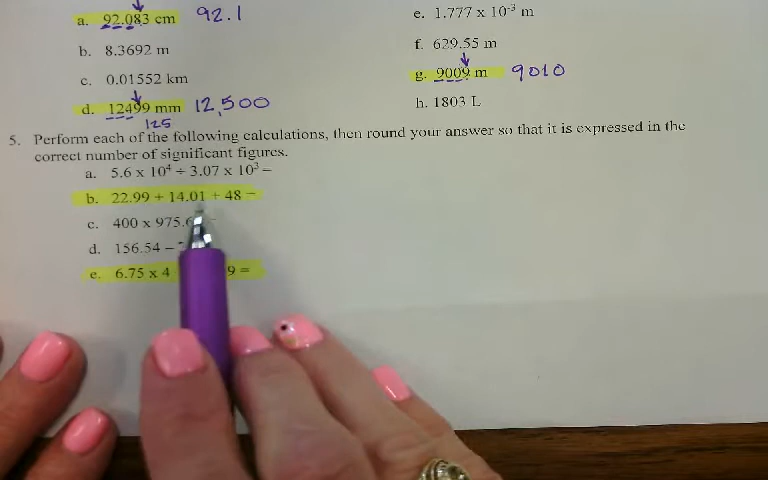 a. 92.083 cm 92.1
b. 8.3692 m
c. 0.01552 km
d. 12499 mm 12,500
125
e. 1.777 x 10⁻³ m
f. 629.55 m
g. 9009 m 9010
h. 1803 L
5. Perform each of the following calculations, then round your answer so that it is expressed in the
correct number of significant figures.
a. 5.6 x 10⁴ ÷ 3.07 x 10³ =
b. 22.99 + 14.01 + 48 =
c. 400 x 975.
d. 156.54 –
e. 6.75 x 4 9 =